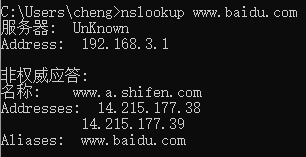 C:\Users\cheng>nslookup www.baidu.com
服务器:  UnKnown
Address:  192.168.3.1
非权威应答:
名称:    www.a.shifen.com
Addresses:  14.215.177.38
          14.215.177.39
Aliases:  www.baidu.com